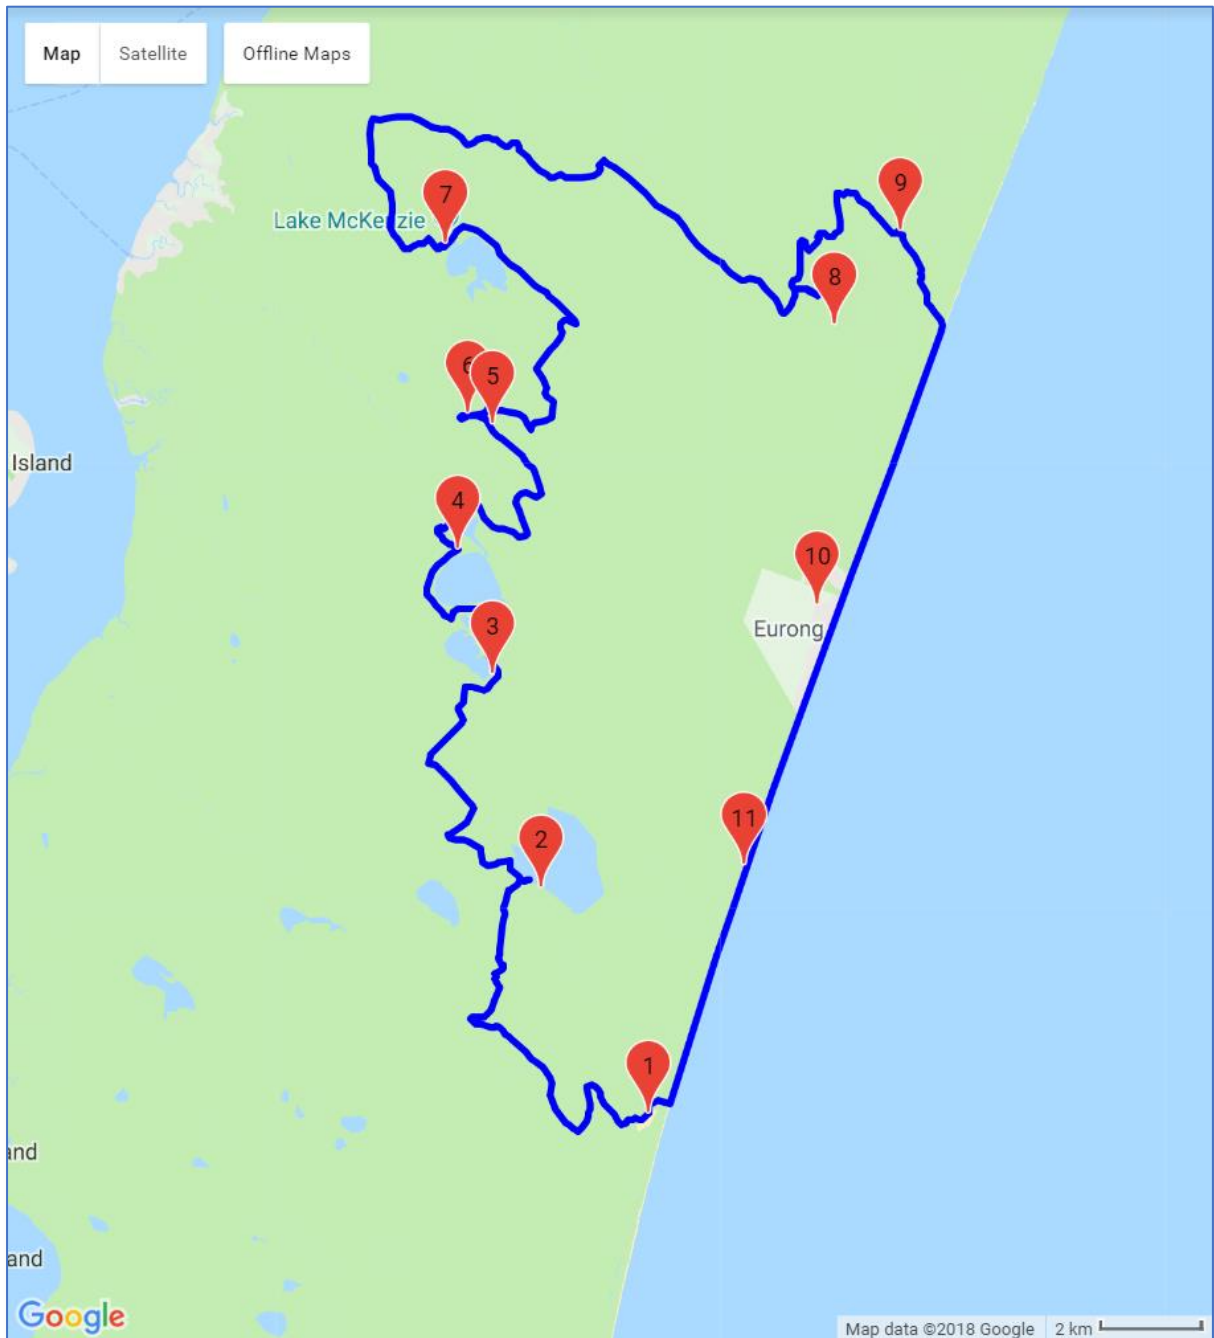 Map Satellite Offline Maps
9
7
Lake McKenzie
8
6
5
Island
4
10
3
Eurong
11
2
1
and
and
Google
Map data ©2018 Google 2 km